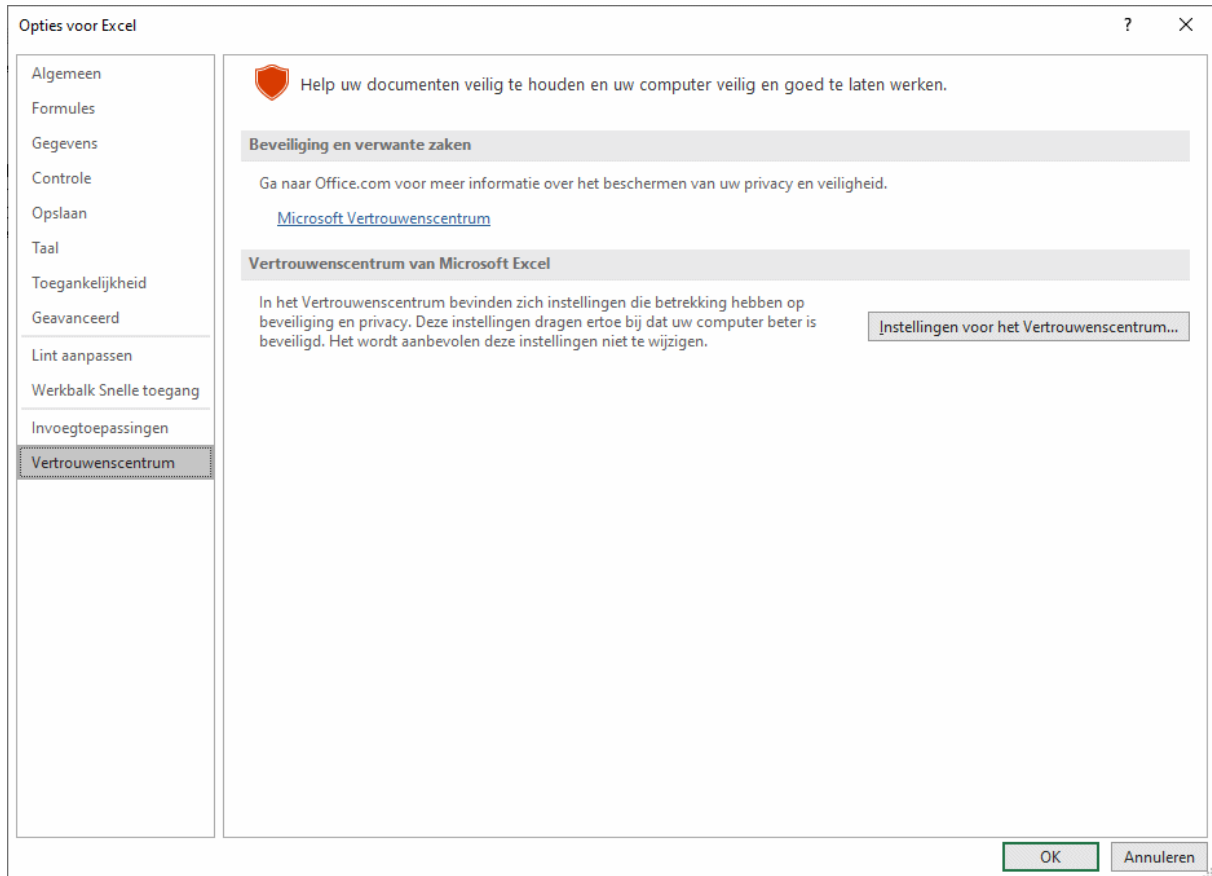 Opties voor Excel
?
Algemeen
Formules
Gegevens
Controle
Opslaan
Taal
Toegankelijkheid
Geavanceerd
Lint aanpassen
Werkbalk Snelle toegang
Invoegtoepassingen
Vertrouwenscentrum
Help uw documenten veilig te houden en uw computer veilig en goed te laten werken.
Beveiliging en verwante zaken
Ga naar Office.com voor meer informatie over het beschermen van uw privacy en veiligheid.
Microsoft Vertrouwenscentrum
Vertrouwenscentrum van Microsoft Excel
In het Vertrouwenscentrum bevinden zich instellingen die betrekking hebben op
beveiliging en privacy. Deze instellingen dragen ertoe bij dat uw computer beter is
beveiligd. Het wordt aanbevolen deze instellingen niet te wijzigen.
Instellingen voor het Vertrouwenscentrum...
OK
Annuleren